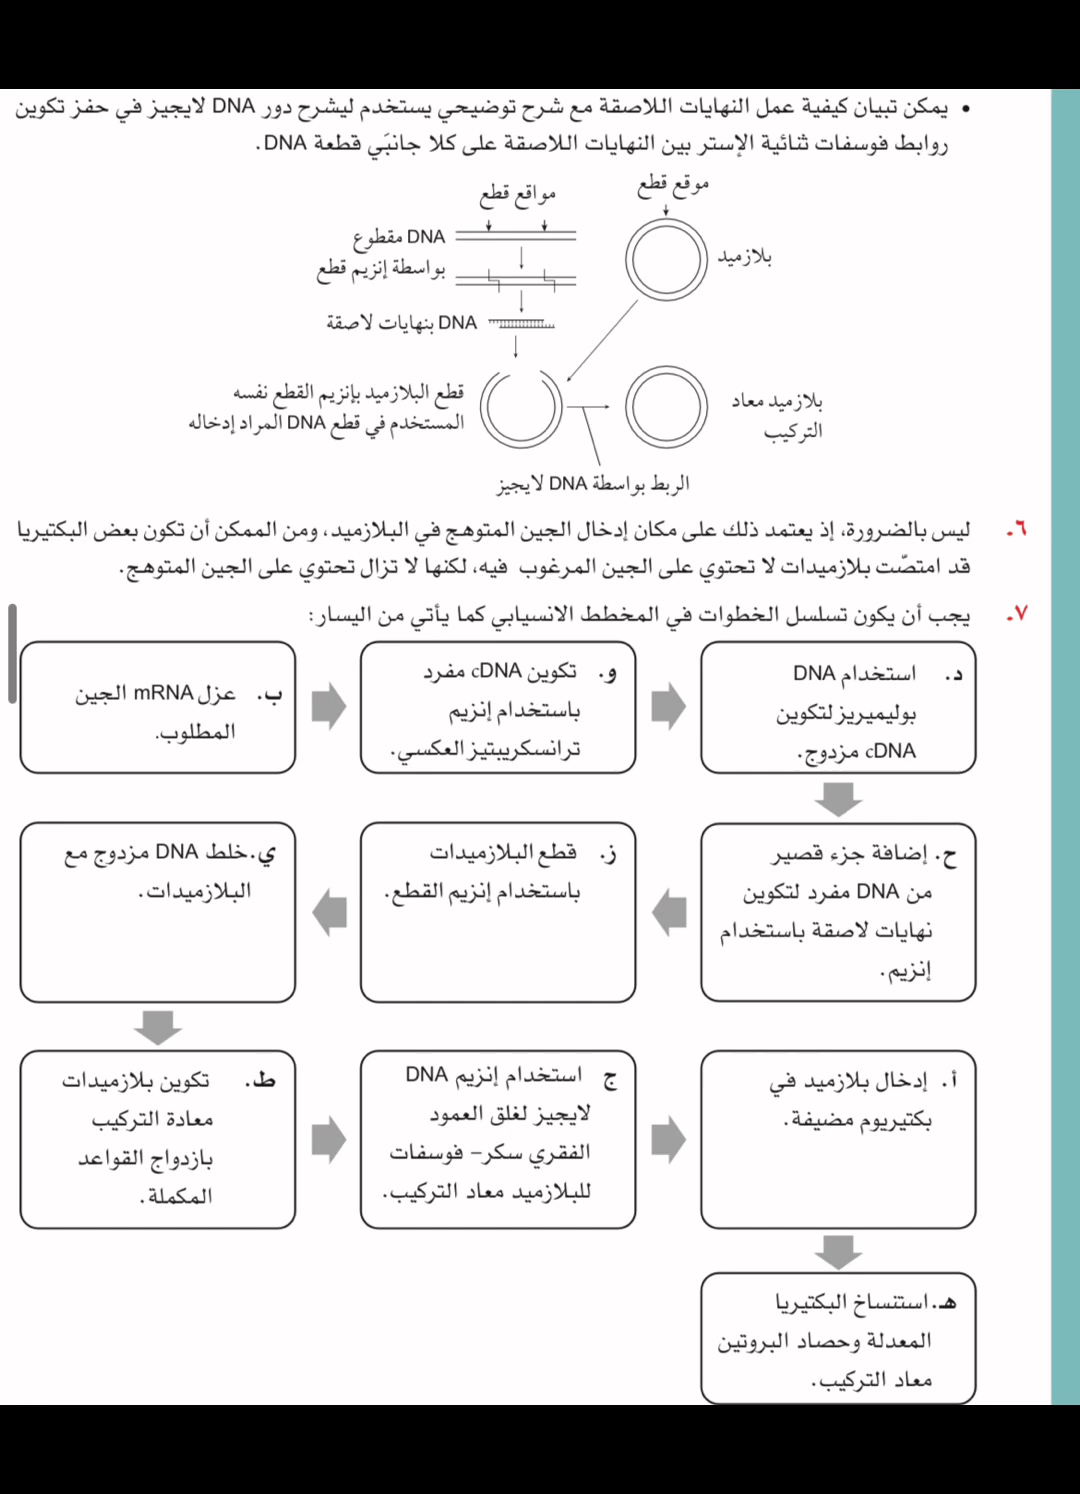 • يمكن تبيان كيفية عمل النهايات اللاصقة مع شرح توضيحي يستخدم ليشرح دور DNA لايجيز في حفز تكوين
روابط فوسفات ثنائية الإستر بين النهايات اللاصقة على كلا جانبَي قطعة DNA.
موقع قطع
مواقع قطع
بلازميد
DNA مقطوع
بواسطة إنزيم قطع
DNA بنهايات لاصقة
قطع البلازميد بإنزيم القطع نفسه
المستخدم في قطع DNA المراد إدخاله
بلازميد معاد
التركيب
الربط بواسطة DNA لايجيز
٦. ليس بالضرورة، إذ يعتمد ذلك على مكان إدخال الجين المتوهج في البلازميد، ومن الممكن أن تكون بعض البكتيريا
قد امتصّت بلازميدات لا تحتوي على الجين المرغوب فيه، لكنها لا تزال تحتوي على الجين المتوهج.
٧. يجب أن يكون تسلسل الخطوات في المخطط الانسيابي كما يأتي من اليسار:
ب. عزل mRNA الجين
المطلوب.
و. تكوين cDNA مفرد
باستخدام إنزيم
ترانسكريبتيز العكسي.
د. استخدام DNA
بوليميريز لتكوين
cDNA مزدوج.
ح. إضافة جزء قصير
من DNA مفرد لتكوين
نهايات لاصقة باستخدام
إنزيم.
ز. قطع البلازميدات
باستخدام إنزيم القطع.
ي. خلط DNA مزدوج مع
البلازميدات.
ط. تكوين بلازميدات
معادة التركيب
بازدواج القواعد
المكملة.
ج استخدام إنزيم DNA
لايجيز لغلق العمود
الفقري سكر- فوسفات
للبلازميد معاد التركيب.
أ. إدخال بلازميد في
بكتيريوم مضيفة.
هـ. استنساخ البكتيريا
المعدلة وحصاد البروتين
معاد التركيب.